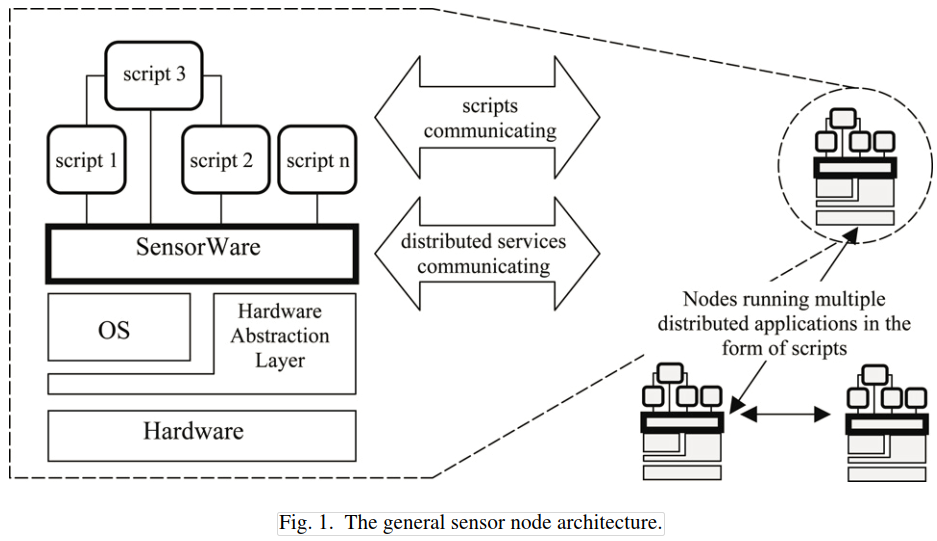 script 3
script 1
script 2
script n
SensorWare
OS
Hardware
Abstraction
Layer
Hardware
scripts
communicating
distributed services
communicating
Nodes running multiple
distributed applications in the
form of scripts
Fig. 1. The general sensor node architecture.